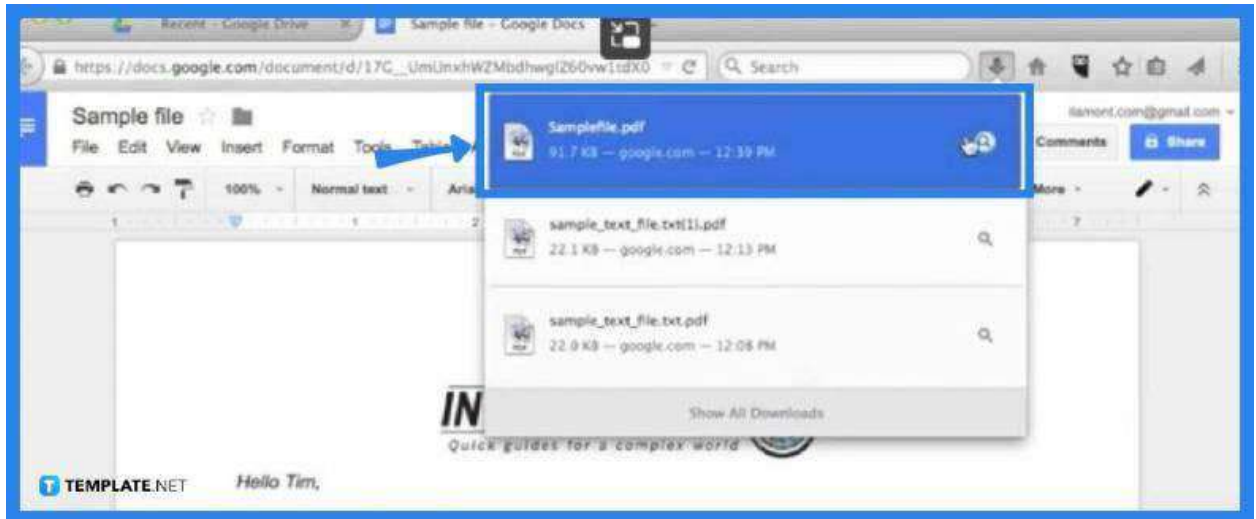 Recent - Google Drive
Sample file - Google Docs
https://docs.google.com/document/d/17G__
Search
Sample file
File Edit View Insert Format Tools
100% Normal text
More
Comments
Share
Samplefile.pdf
91.7 KB — google.com — 12:39 PM
sample_text_file.txt(1).pdf
22.1 KB — google.com — 12:13 PM
sample_text_file.txt.pdf
22.0 KB — google.com — 12:08 PM
Show All Downloads
IN
Quick guides for a complex world
Hello Tim,
TEMPLATE.NET